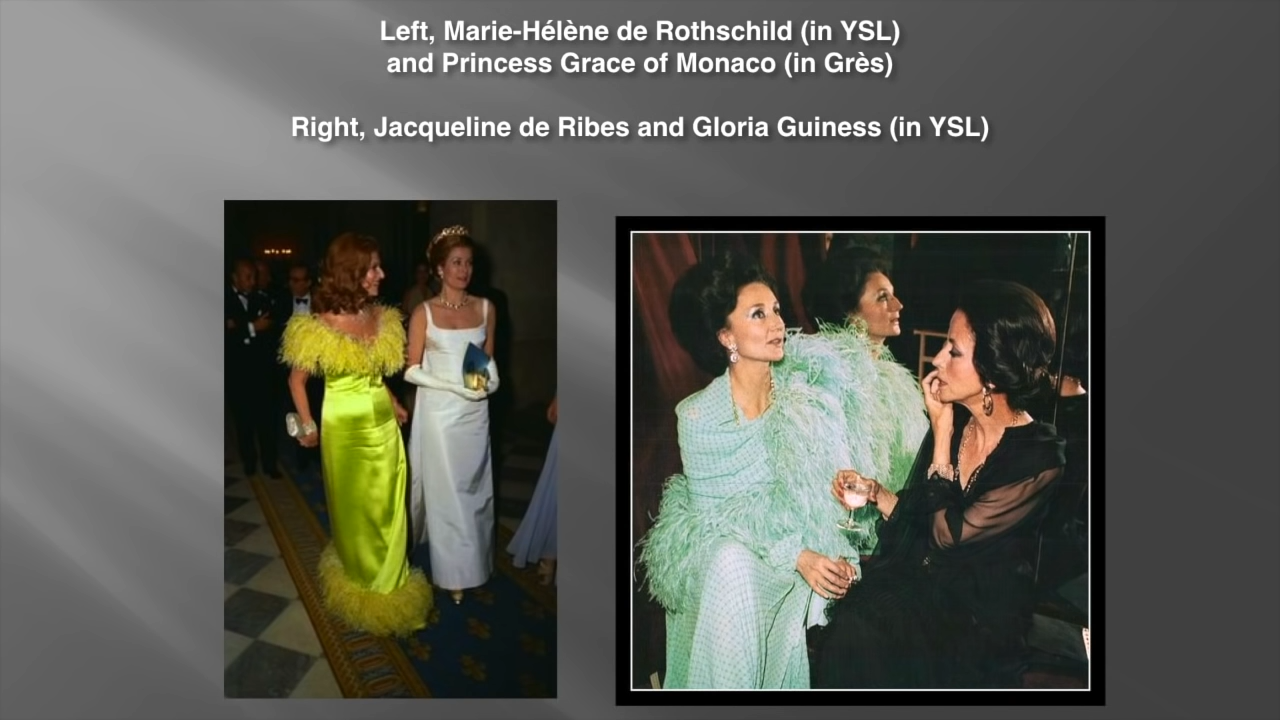 Left, Marie-Hélène de Rothschild (in YSL)
and Princess Grace of Monaco (in Grès)
Right, Jacqueline de Ribes and Gloria Guiness (in YSL)